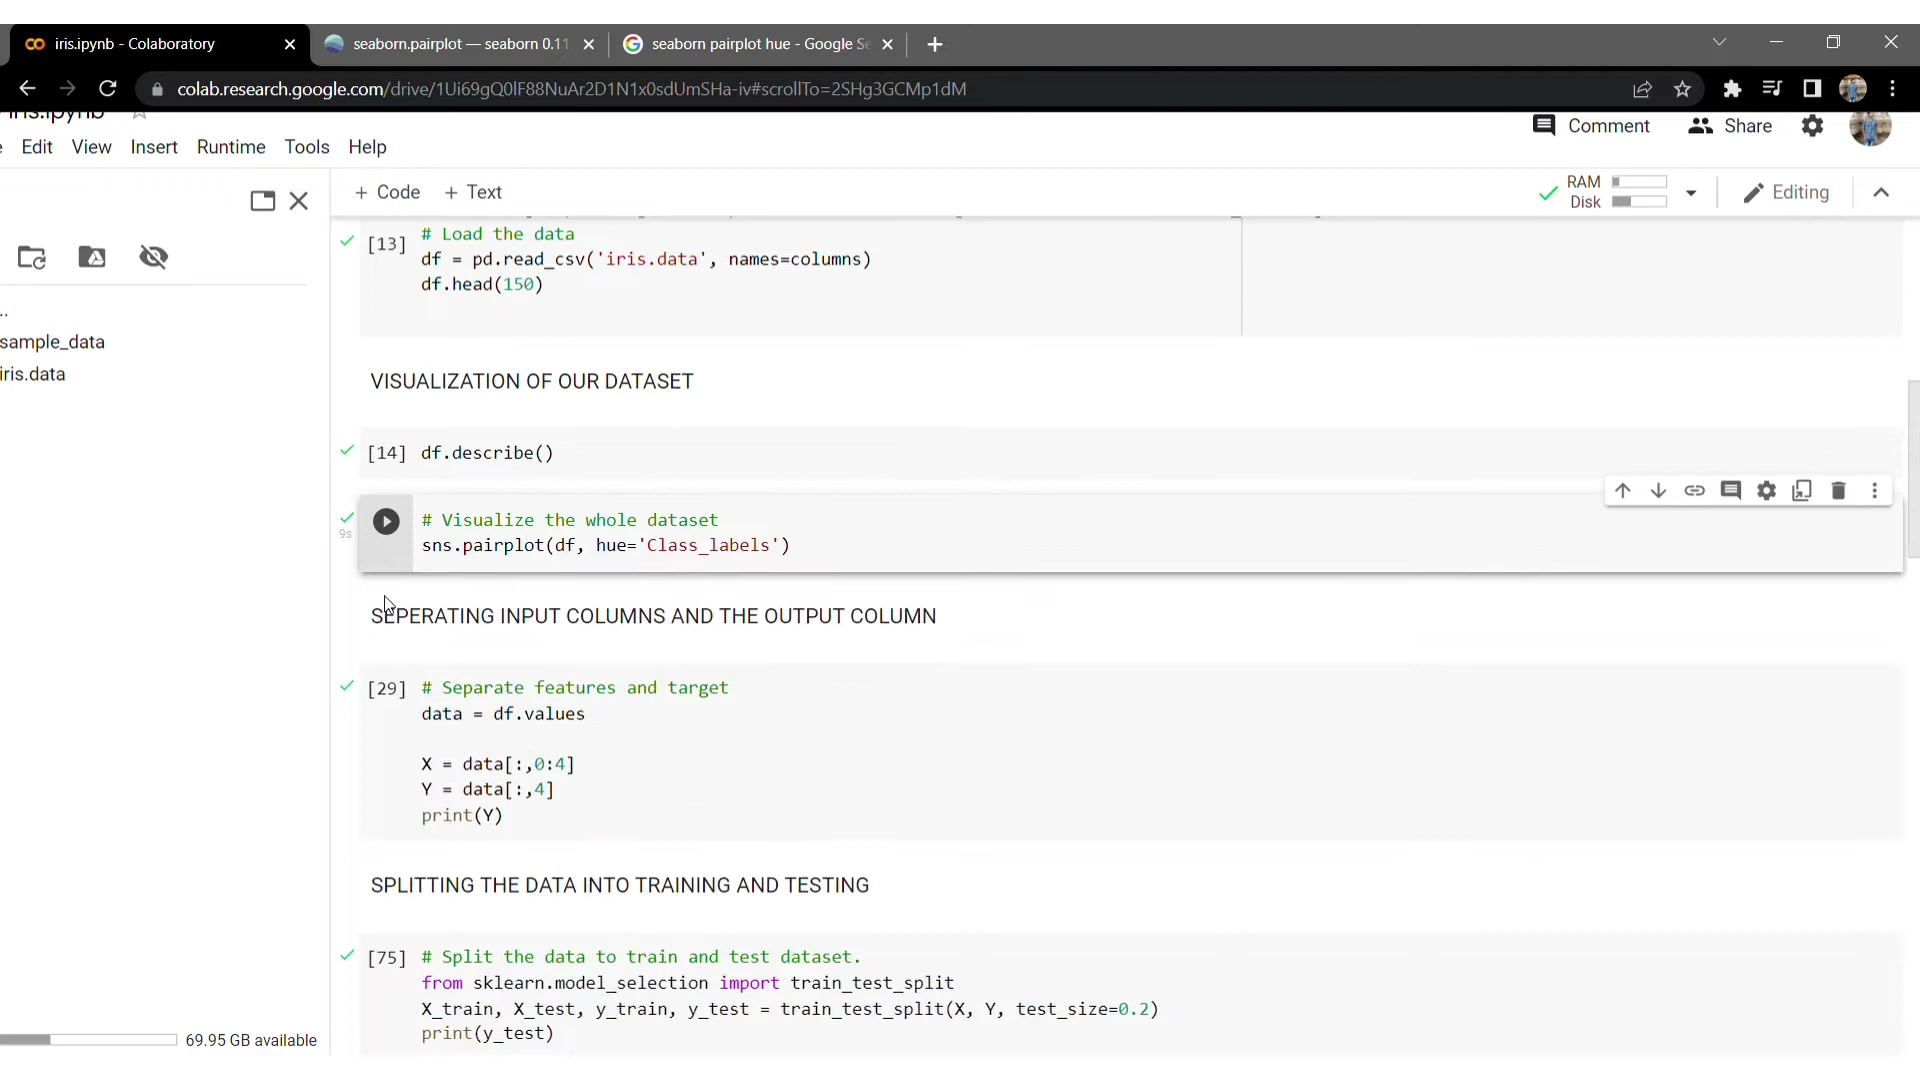 iris.ipynb - Colaboratory
seaborn.pairplot — seaborn 0.11
seaborn pairplot hue - Google Se
colab.research.google.com/drive/1Ui69gQ0lF88NuAr2D1N1x0sdUmSHa-iv#scrollTo=2SHg3GCMp1dM
iris.ipynb
Comment
Share
Edit
View
Insert
Runtime
Tools
Help
+ Code
+ Text
RAM
Disk
Editing
..
sample_data
iris.data
69.95 GB available
[13]
# Load the data
df = pd.read_csv('iris.data', names=columns)
df.head(150)
VISUALIZATION OF OUR DATASET
[14] df.describe()
9s
# Visualize the whole dataset
sns.pairplot(df, hue='Class_labels')
SEPERATING INPUT COLUMNS AND THE OUTPUT COLUMN
[29] # Separate features and target
data = df.values
X = data[:,0:4]
Y = data[:,4]
print(Y)
SPLITTING THE DATA INTO TRAINING AND TESTING
[75] # Split the data to train and test dataset.
from sklearn.model_selection import train_test_split
X_train, X_test, y_train, y_test = train_test_split(X, Y, test_size=0.2)
print(y_test)